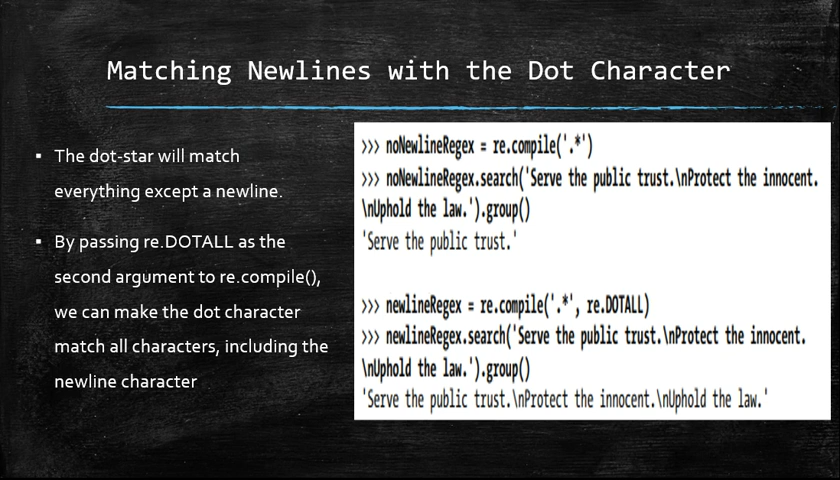 Matching Newlines with the Dot Character
▪ The dot-star will match
everything except a newline.
▪ By passing re.DOTALL as the
second argument to re.compile(),
we can make the dot character
match all characters, including the
newline character
>>> noNewlineRegex = re.compile('.*')
>>> noNewlineRegex.search('Serve the public trust.\nProtect the innocent.
\nUphold the law.').group()
'Serve the public trust.'
>>> newlineRegex = re.compile('.*', re.DOTALL)
>>> newlineRegex.search('Serve the public trust.\nProtect the innocent.
\nUphold the law.').group()
'Serve the public trust.\nProtect the innocent.\nUphold the law.'